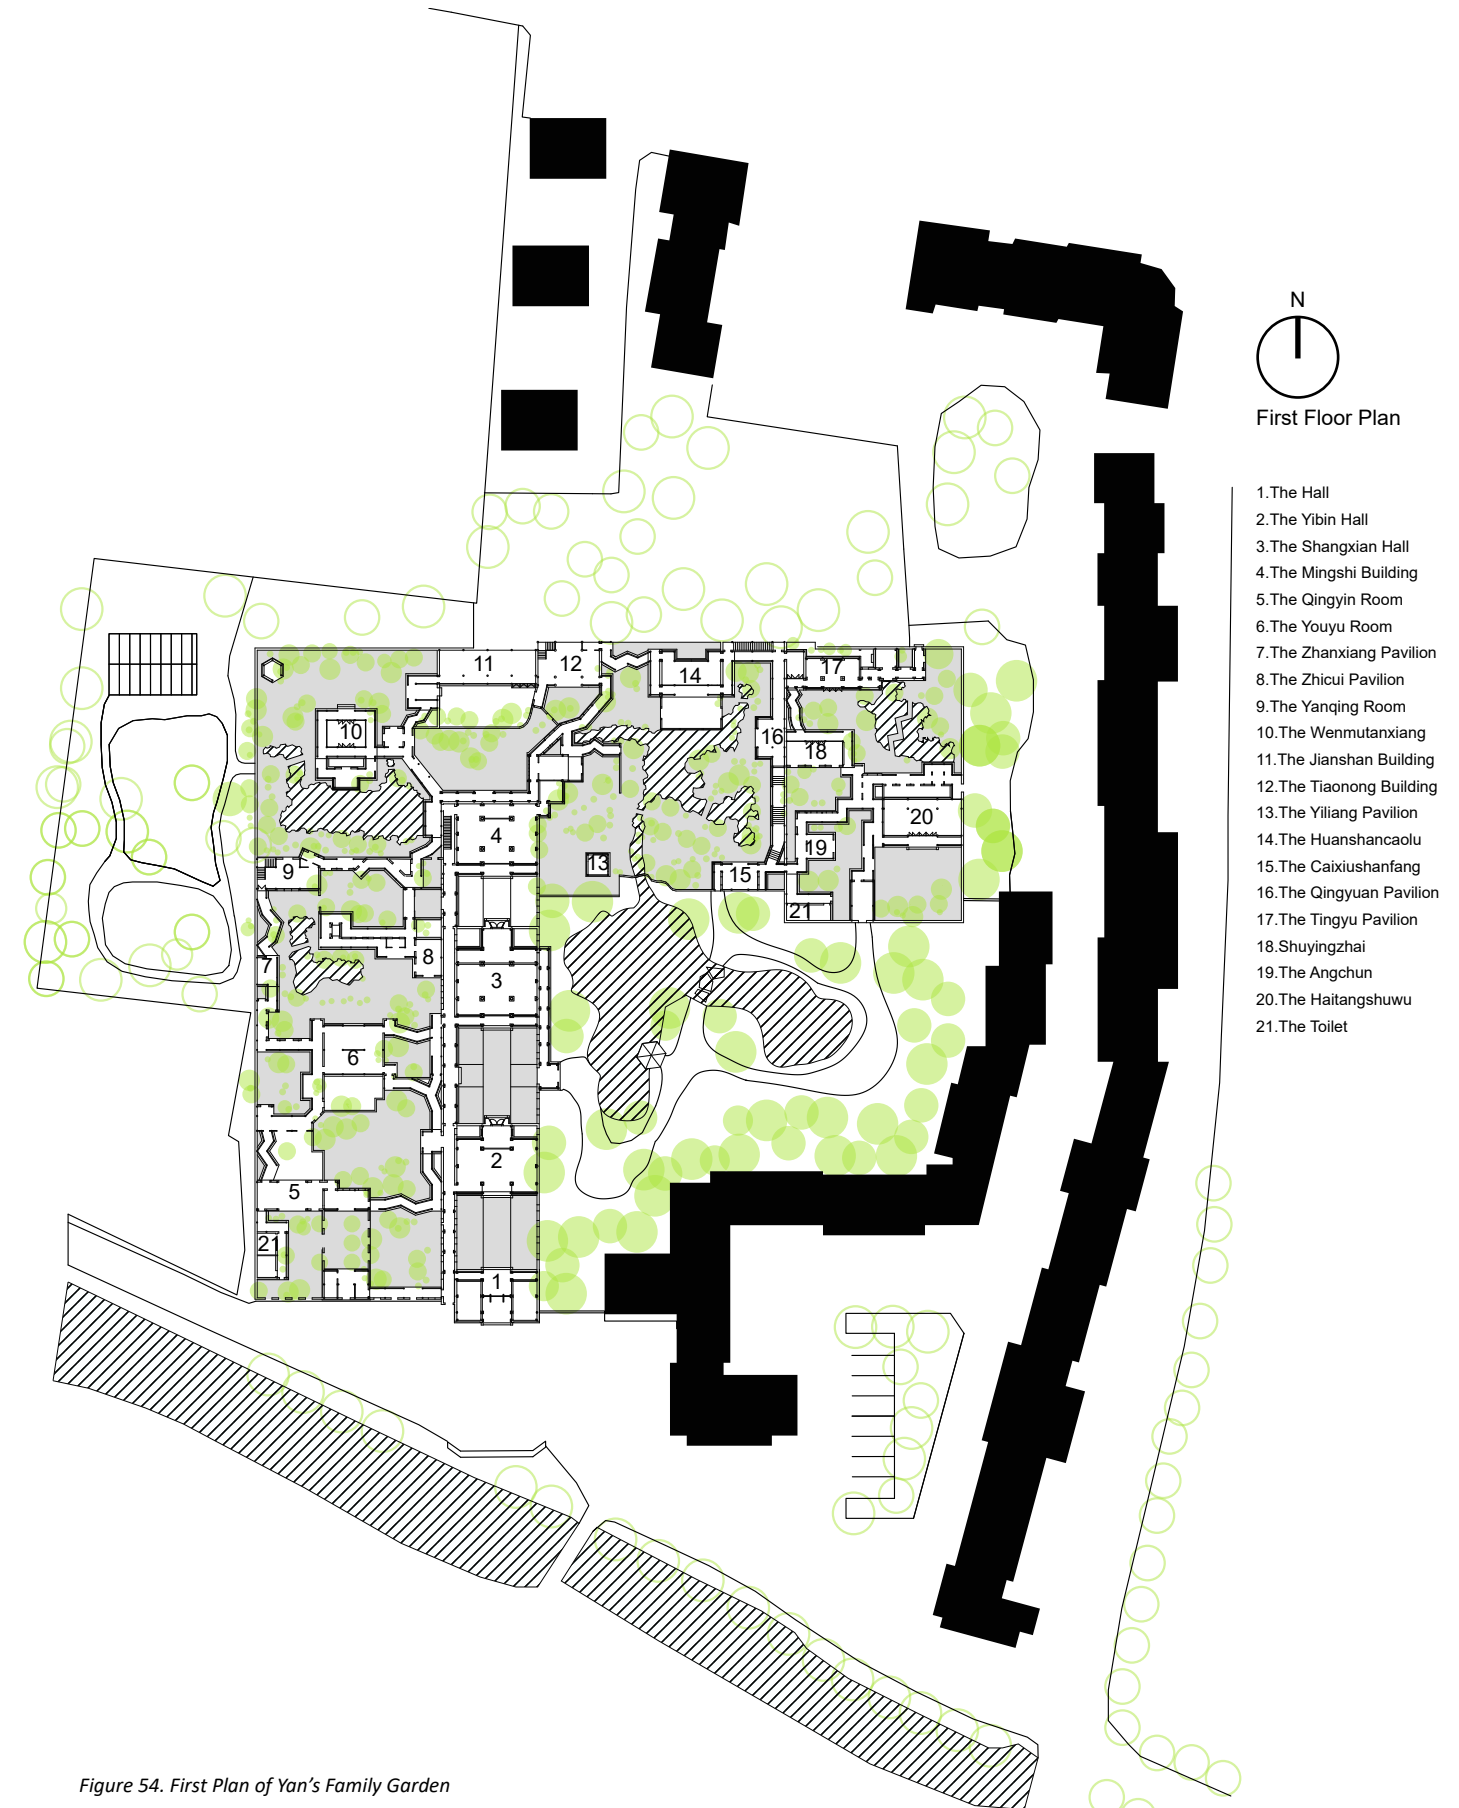 N
First Floor Plan
1.The Hall
2.The Yibin Hall
3.The Shangxian Hall
4.The Mingshi Building
5.The Qingyin Room
6.The Youyu Room
7.The Zhanxiang Pavilion
8.The Zhicui Pavilion
9.The Yanqing Room
10.The Wenmutanxiang
11.The Jianshan Building
12.The Tiaonong Building
13.The Yiliang Pavilion
14.The Huanshancaolu
15.The Caixiushanfang
16.The Qingyuan Pavilion
17.The Tingyu Pavilion
18.Shuyingzhai
19.The Angchun
20.The Haitangshuwu
21.The Toilet
11
12
14
17
10
16
18
20
4
19
13
9
15
21
8
7
3
6
2
5
21
1
Figure 54. First Plan of Yan’s Family Garden